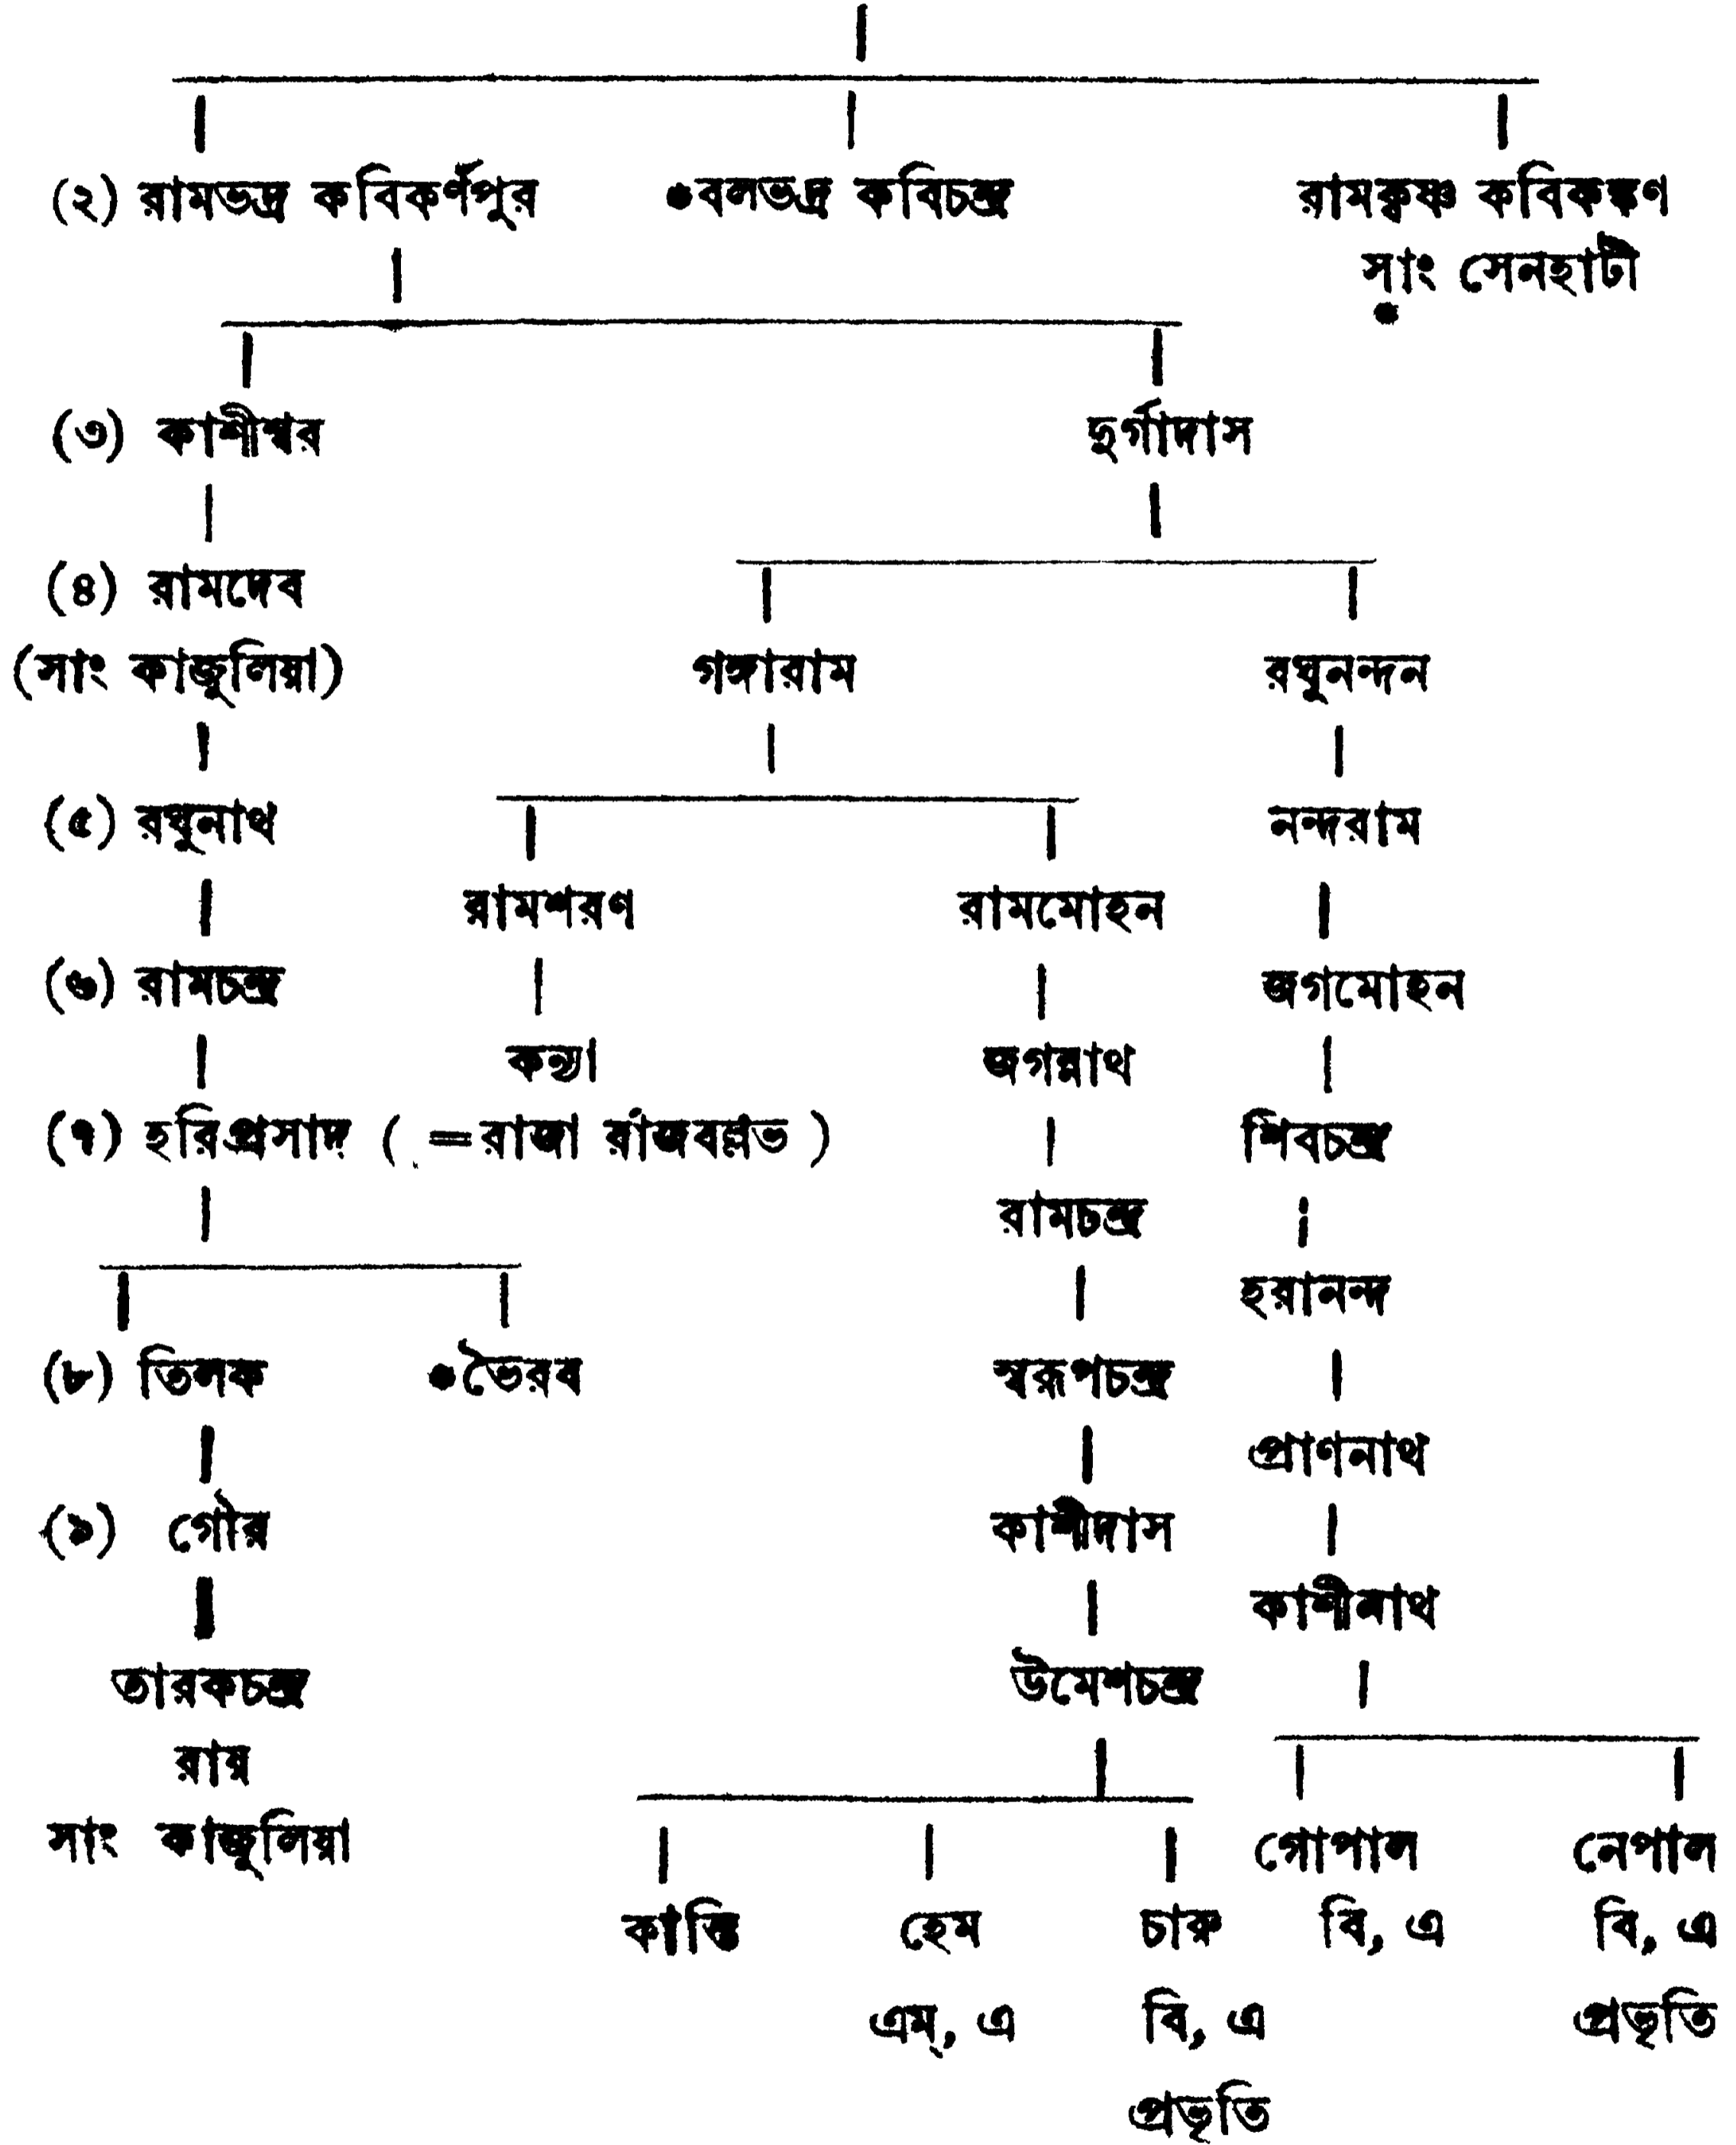 (২) রামভদ্র কবিকর্ণপুর বলভদ্র কবিচন্দ্র রামকৃষ্ণ কবিকঙ্কণ
সাং সেনহাটী
(৩) কাশীশ্বর দুর্গাদাস
(৪) রামদেব
(সাং কাজুলিয়া) গঙ্গারাম রঘুনন্দন
(৫) রঘুনাথ নন্দরাম
রামশরণ রামমোহন
(৬) রামচন্দ্র জগমোহন
কন্যা জগন্নাথ
(৭) হরিপ্রসাদ ( =রাজা রাজবল্লভ ) শিবচন্দ্র
রামচন্দ্র
হরানন্দ
(৮) তিলক ভৈরব স্বরূপচন্দ্র
প্রাণনাথ
(৯) গৌর কাশীদাস
কাশীনাথ
তারকচন্দ্র উমেশচন্দ্র
রায়
সাং কাজুলিয়া গোপাল নেপাল
কান্তি হেম চারু বি, এ বি, এ
এম্, এ বি, এ প্রভৃতি
প্রভৃতি